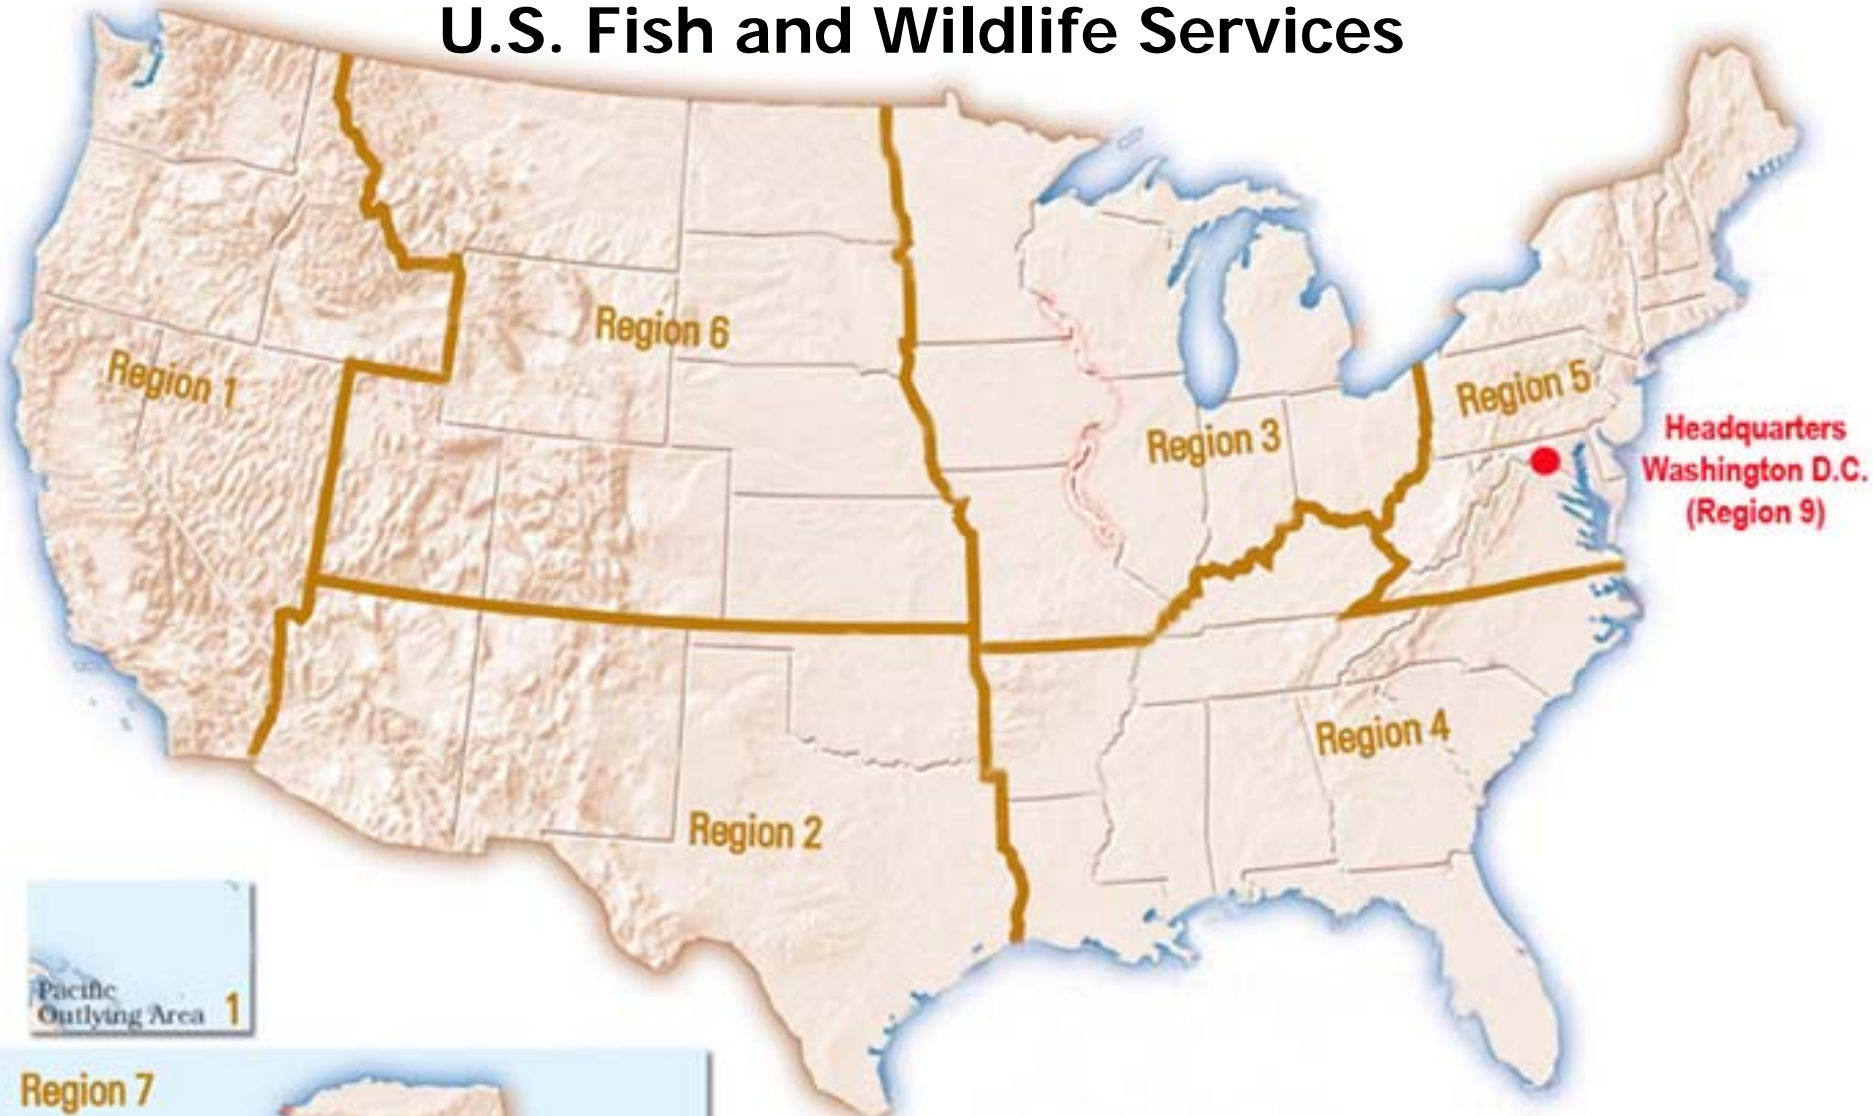 U.S. Fish and Wildlife Services
Region 6
Region 1
Region 5
Region 3
Headquarters
Washington D.C.
(Region 9)
Region 4
Region 2
Pacific
Outlying Area 1
Region 7